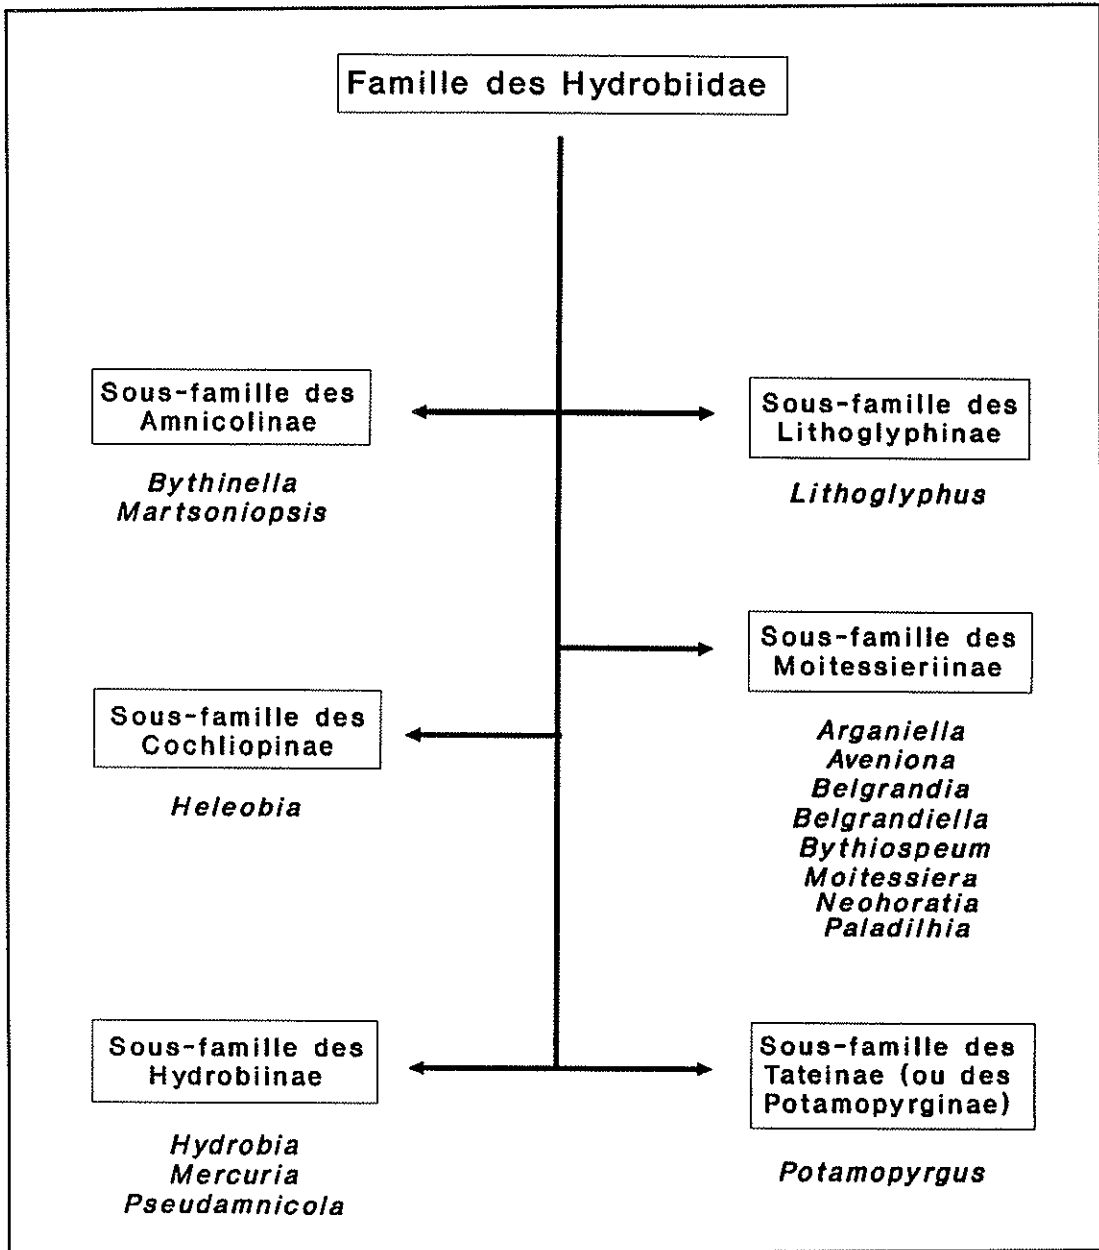 Famille des Hydrobiidae
Sous-famille des
Amnicolinae
Bythinella
Martsoniopsis
Sous-famille des
Lithoglyphinae
Lithoglyphus
Sous-famille des
Moitessieriinae
Arganiella
Aveniona
Belgrandia
Belgrandiella
Bythiospeum
Moitessiera
Neohoratia
Paladilhia
Sous-famille des
Cochliopinae
Heleobia
Sous-famille des
Hydrobiinae
Hydrobia
Mercuria
Pseudamnicola
Sous-famille des
Tateinae (ou des
Potamopyrginae)
Potamopyrgus